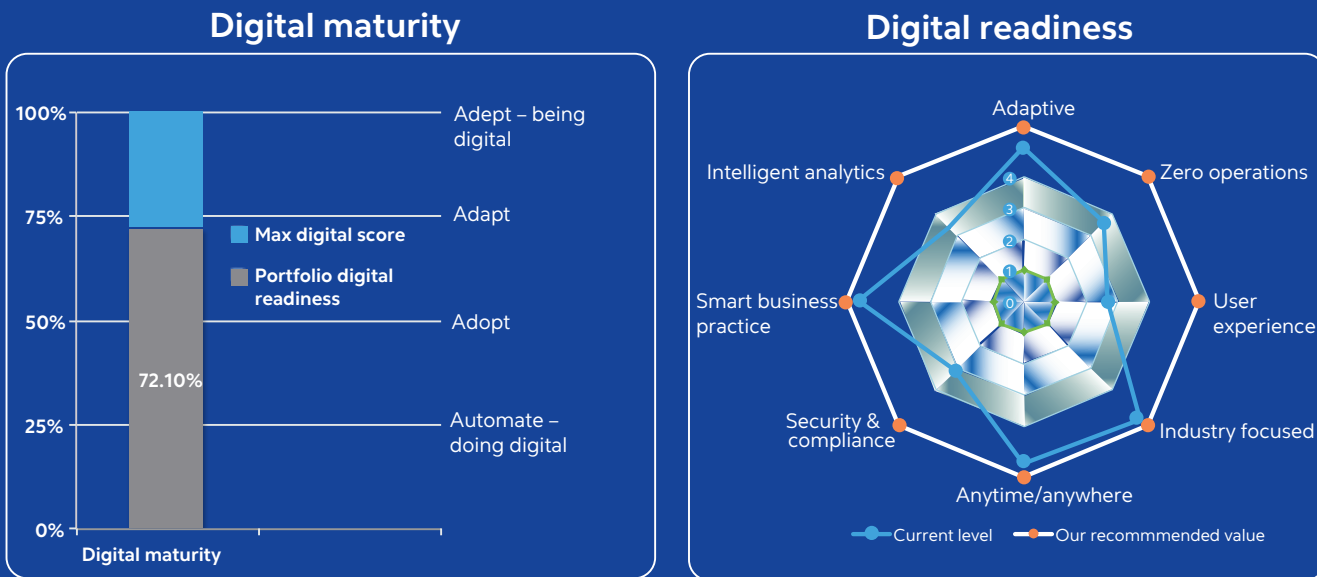 Digital maturity
100%
75%
50%
25%
0%
72.10%
Max digital score
Portfolio digital
readiness
Adept – being
digital
Adapt
Adopt
Automate –
doing digital
Digital maturity
Digital readiness
Adaptive
Intelligent analytics
Zero operations
4
3
2
1
0
Smart business
practice
User
experience
Security &
compliance
Industry focused
Anytime/anywhere
Current level
Our recommmended value